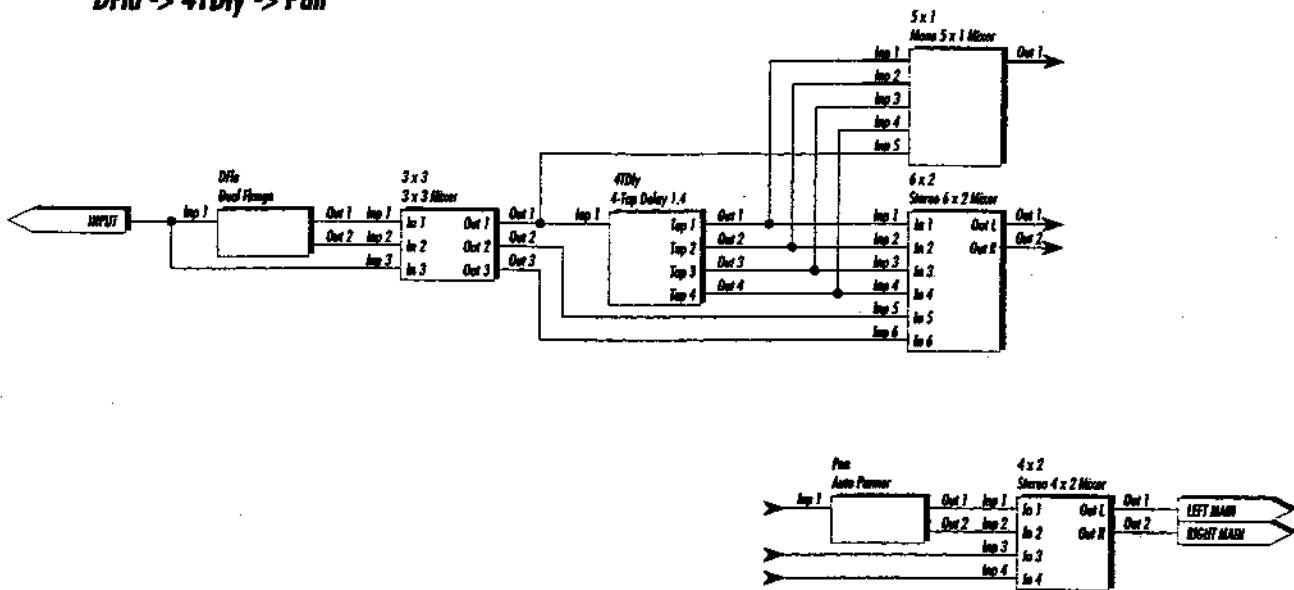 DFla -> 4TDly -> Pan
5 x 1
Mono 5 x 1 Mixer
Inp 1
Out 1
Inp 2
Inp 3
Inp 4
Inp 5
DFla
Dual Flange
3 x 3
3 x 3 Mixer
4TDly
4-Tap Delay 1.4
6 x 2
Stereo 6 x 2 Mixer
INPUT
Inp 1
Out 1
Inp 1
In 1
Out 1
Out 1
Inp 1
Tap 1
Out 1
Inp 1
In 1
Out L
Out 1
Out 2
Inp 2
In 2
Out 2
Out 2
Tap 2
Out 2
Inp 2
In 2
Out R
Out 2
Inp 3
In 3
Out 3
Out 3
Tap 3
Out 3
Inp 3
In 3
Tap 4
Out 4
Inp 4
In 4
Inp 5
In 5
Inp 6
In 6
Pan
Auto Panner
4 x 2
Stereo 4 x 2 Mixer
Inp 1
Out 1
Inp 1
In 1
Out L
Out 1
LEFT MAIN
Out 2
Inp 2
In 2
Out R
Out 2
RIGHT MAIN
Inp 3
In 3
Inp 4
In 4